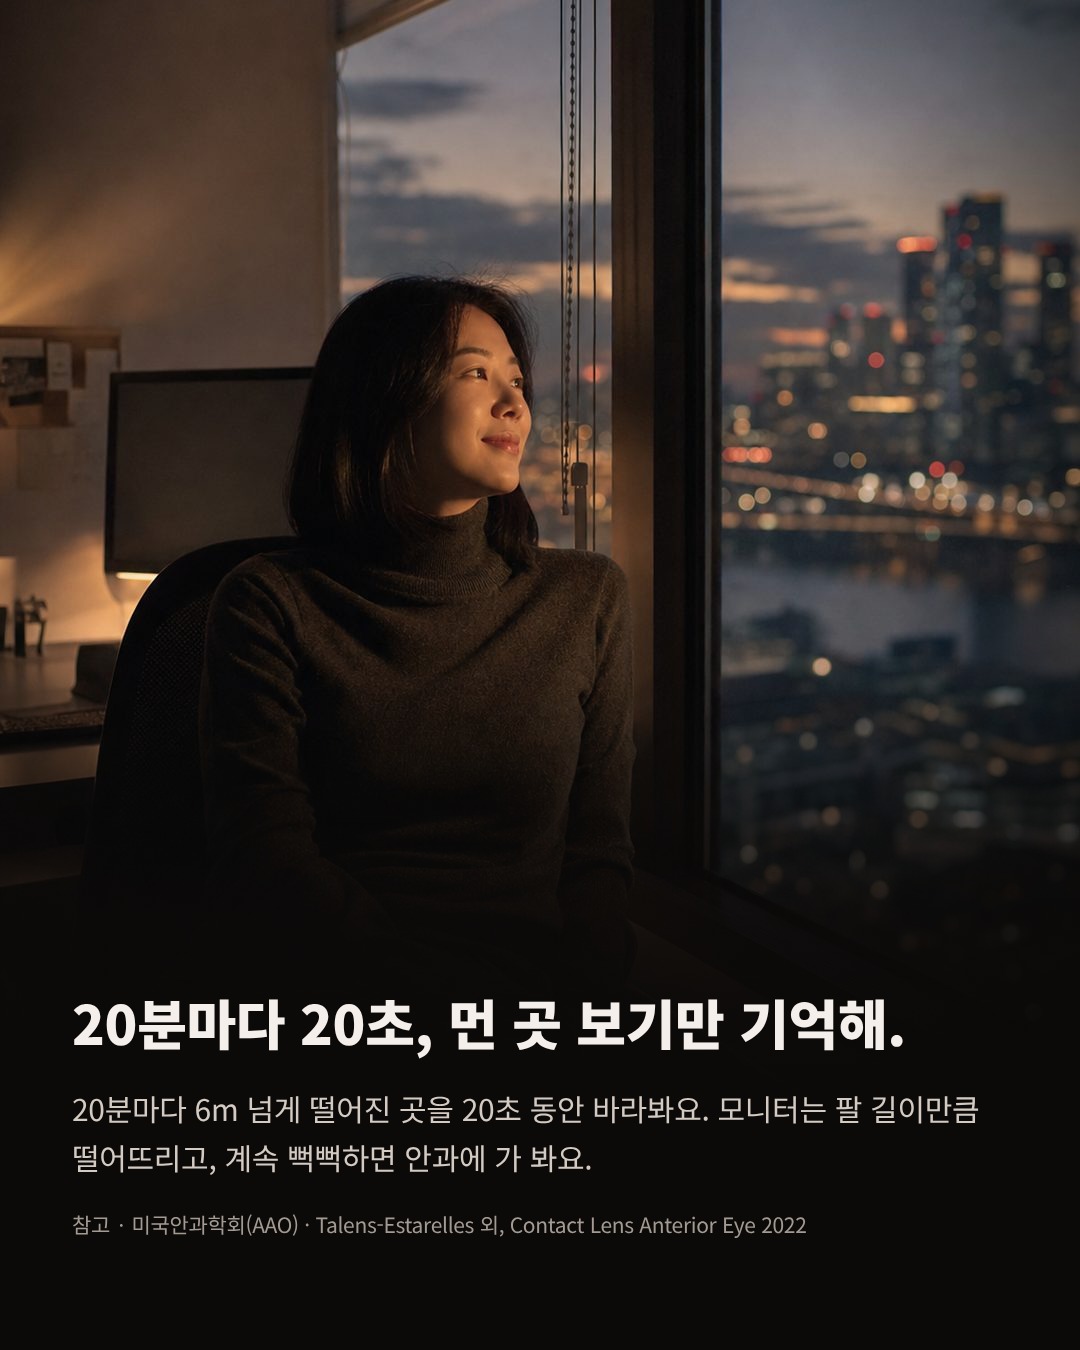 20분마다 20초, 먼 곳 보기만 기억해.
20분마다 6m 넘게 떨어진 곳을 20초 동안 바라봐요. 모니터는 팔 길이만큼
떨어뜨리고, 계속 뻑뻑하면 안과에 가 봐요.
참고 · 미국안과학회(AAO) · Talens-Estarelles 외, Contact Lens Anterior Eye 2022